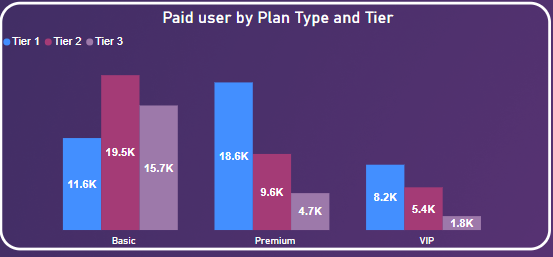 Paid user by Plan Type and Tier
Tier 1 Tier 2 Tier 3
11.6K 19.5K 15.7K 18.6K 9.6K 4.7K 8.2K 5.4K 1.8K
Basic Premium VIP